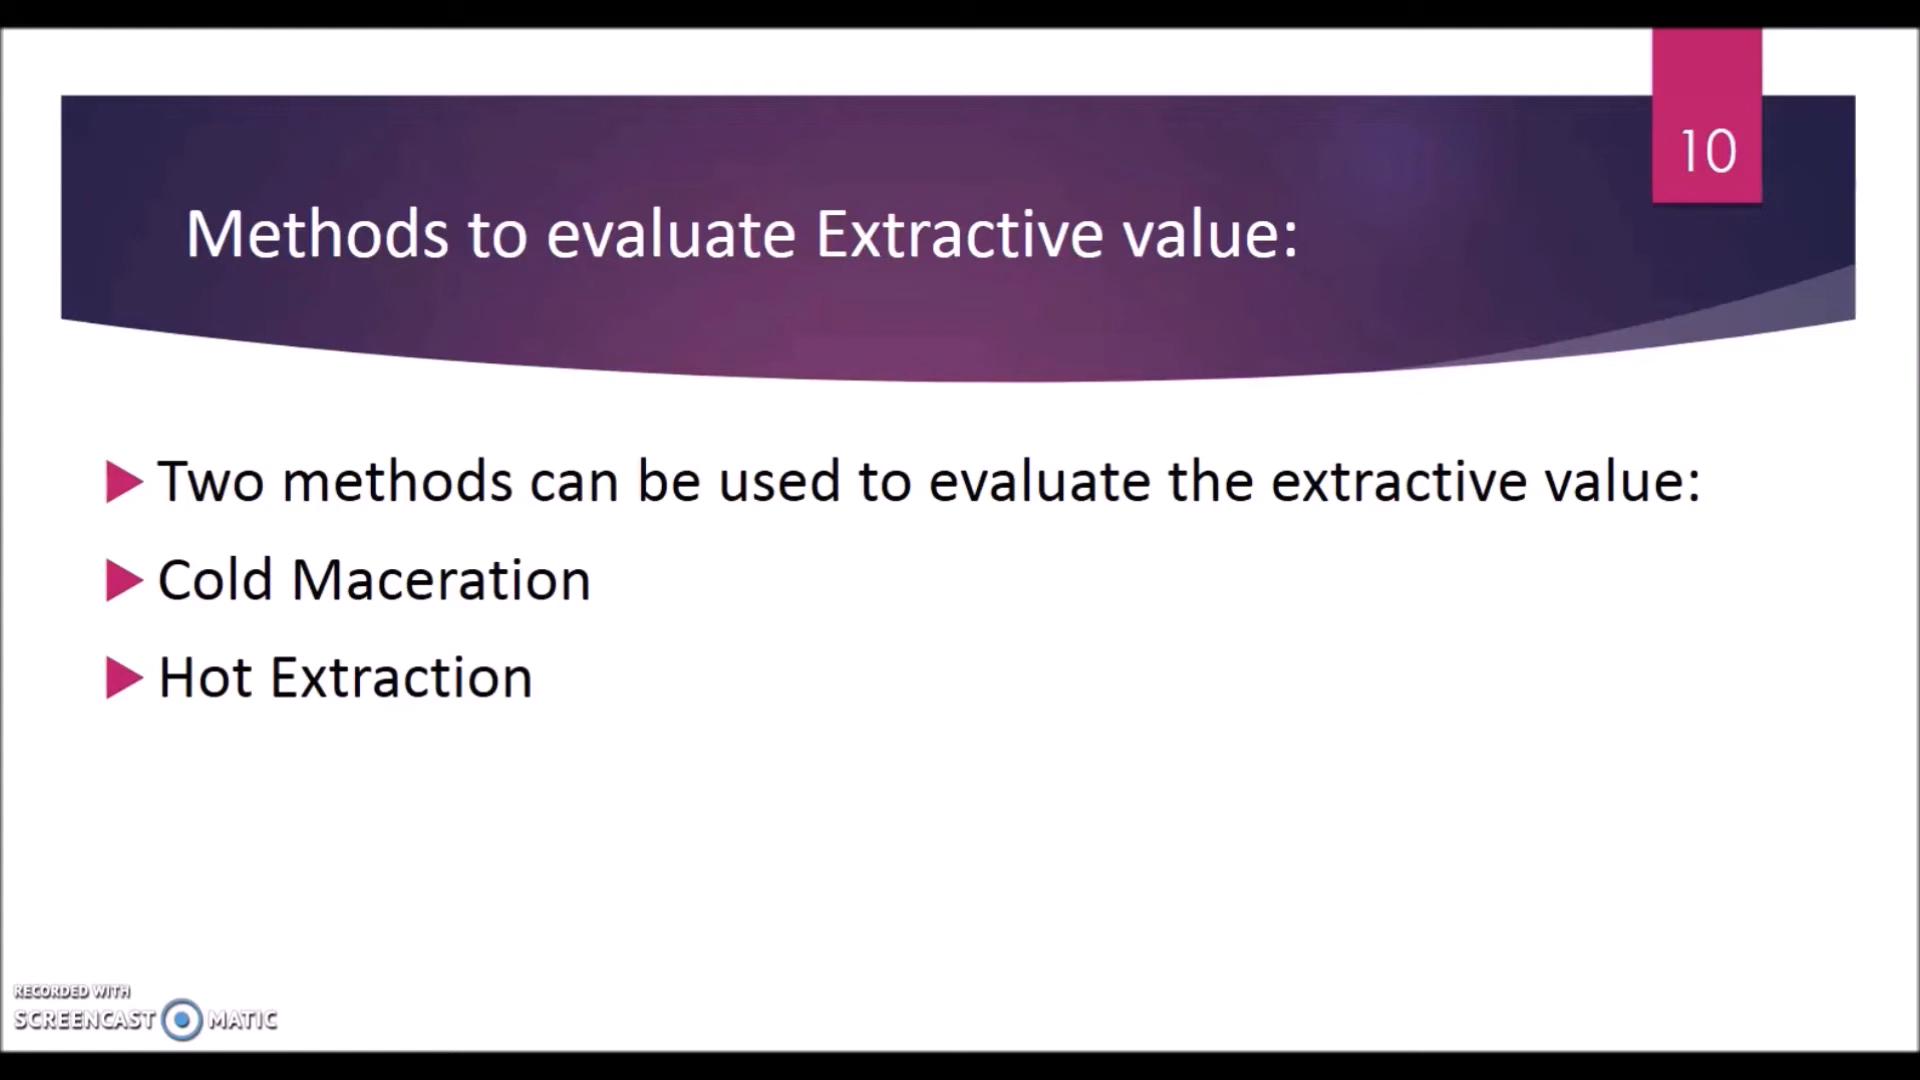 10
Methods to evaluate Extractive value:
Two methods can be used to evaluate the extractive value:
Cold Maceration
Hot Extraction
RECORDED WITH
SCREENCAST MATIC